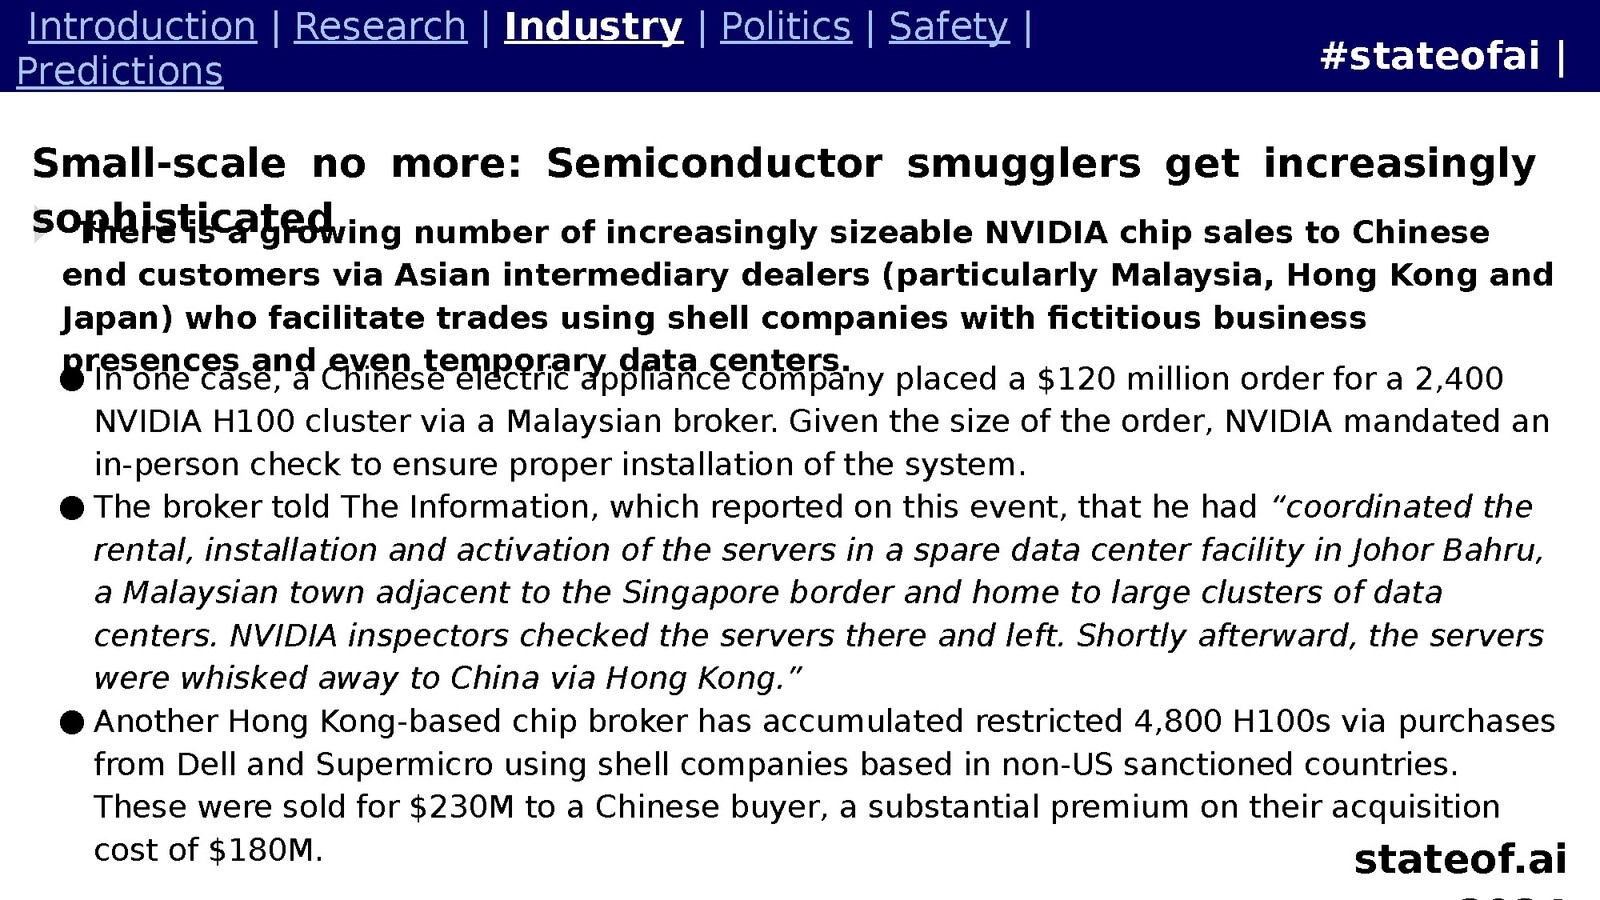 Introduction | Research | Industry | Politics | Safety |
Predictions
#stateofai |
Small-scale no more: Semiconductor smugglers get increasingly
sophisticated
There is a growing number of increasingly sizeable NVIDIA chip sales to Chinese
end customers via Asian intermediary dealers (particularly Malaysia, Hong Kong and
Japan) who facilitate trades using shell companies with fictitious business
presences and even temporary data centers.
● In one case, a Chinese electric appliance company placed a $120 million order for a 2,400
NVIDIA H100 cluster via a Malaysian broker. Given the size of the order, NVIDIA mandated an
in-person check to ensure proper installation of the system.
● The broker told The Information, which reported on this event, that he had “coordinated the
rental, installation and activation of the servers in a spare data center facility in Johor Bahru,
a Malaysian town adjacent to the Singapore border and home to large clusters of data
centers. NVIDIA inspectors checked the servers there and left. Shortly afterward, the servers
were whisked away to China via Hong Kong.”
● Another Hong Kong-based chip broker has accumulated restricted 4,800 H100s via purchases
from Dell and Supermicro using shell companies based in non-US sanctioned countries.
These were sold for $230M to a Chinese buyer, a substantial premium on their acquisition
cost of $180M.
stateof.ai